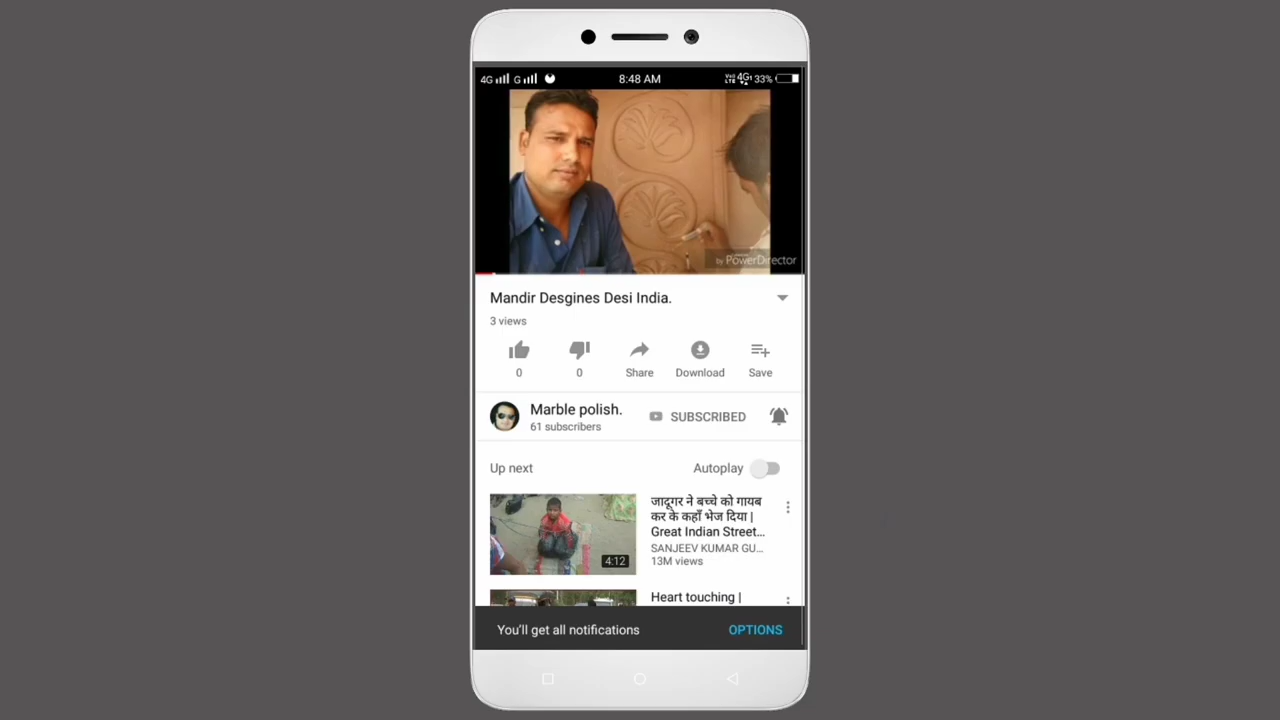 4G G 8:48 AM VoLTE 4G 33%
by PowerDirector
Mandir Desgines Desi India.
3 views
0 0 Share Download Save
Marble polish. SUBSCRIBED
61 subscribers
Up next Autoplay
जादूगर ने बच्चे को गायब
कर के कहाँ भेज दिया |
Great Indian Street...
SANJEEV KUMAR GU...
13M views
4:12
Heart touching |
You'll get all notifications OPTIONS